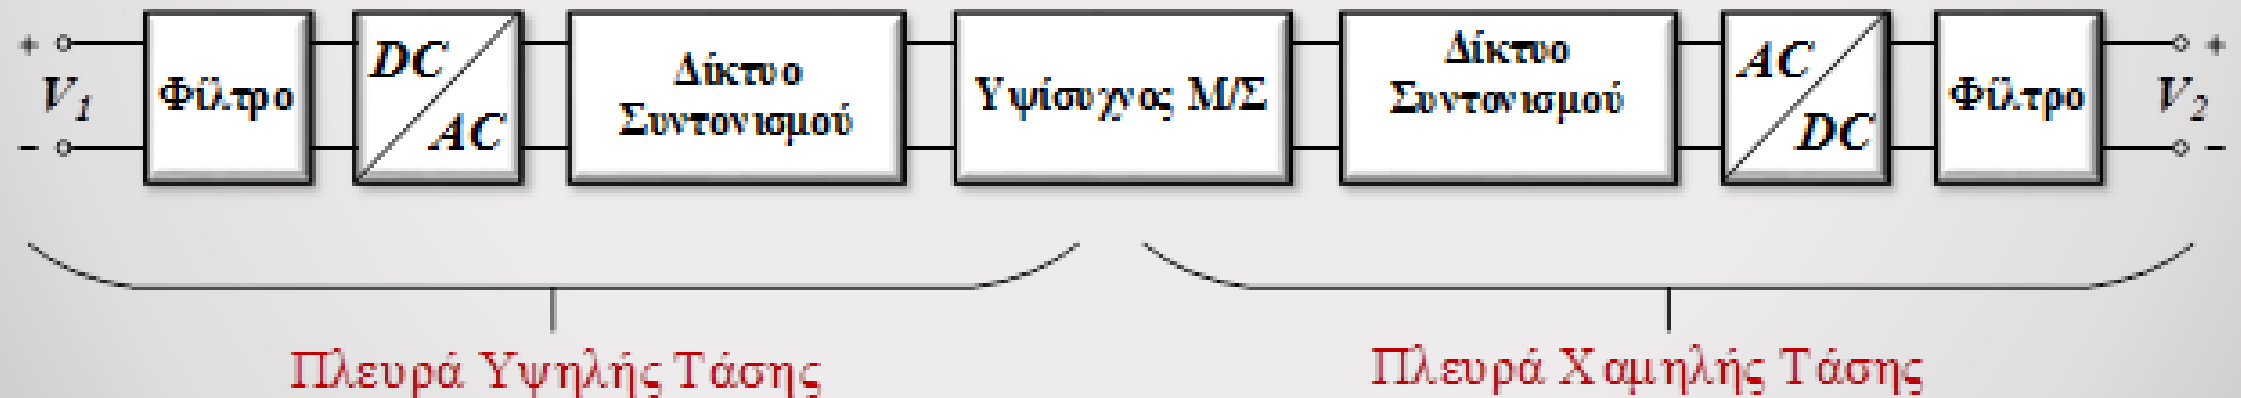 + V1 -
Φίλτρο
DC
AC
Δίκτυο
Συντονισμού
Υψίσυχνος Μ/Σ
Δίκτυο
Συντονισμού
AC
DC
Φίλτρο
+ V2 -
Πλευρά Υψηλής Τάσης
Πλευρά Χαμηλής Τάσης